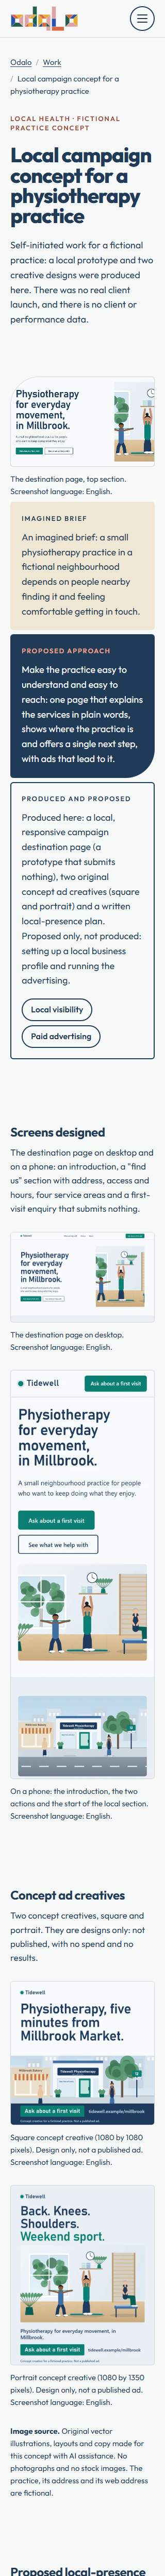 odalo
Odalo / Work
/ Local campaign concept for a
physiotherapy practice
LOCAL HEALTH · FICTIONAL
PRACTICE CONCEPT
Local campaign
concept for a
physiotherapy
practice
Self-initiated work for a fictional
practice: a local prototype and two
creative designs were produced
here. There was no real client
launch, and there is no client or
performance data.
Physiotherapy
for everyday
movement,
in Millbrook.
The destination page, top section.
Screenshot language: English.
IMAGINED BRIEF
An imagined brief: a small
physiotherapy practice in a
fictional neighbourhood
depends on people nearby
finding it and feeling
comfortable getting in touch.
PROPOSED APPROACH
Make the practice easy to
understand and easy to
reach: one page that explains
the services in plain words,
shows where the practice is
and offers a single next step,
with ads that lead to it.
PRODUCED AND PROPOSED
Produced here: a local,
responsive campaign
destination page (a
prototype that submits
nothing), two original
concept ad creatives (square
and portrait) and a written
local-presence plan.
Proposed only, not produced:
setting up a local business
profile and running the
advertising.
Local visibility
Paid advertising
Screens designed
The destination page on desktop and
on a phone: an introduction, a "find
us" section with address, access and
hours, four service areas and a first-
visit enquiry that submits nothing.
Physiotherapy
for everyday
movement,
in Millbrook.
The destination page on desktop.
Screenshot language: English.
Tidewell
Ask about a first visit
Physiotherapy
for everyday
movement,
in Millbrook.
A small neighbourhood practice for people
who want to keep doing what they enjoy.
Ask about a first visit
See what we help with
Tidewell Physiotherapy
On a phone: the introduction, the two
actions and the start of the local section.
Screenshot language: English.
Concept ad creatives
Two concept creatives, square and
portrait. They are designs only: not
published, with no spend and no
results.
Tidewell
Physiotherapy, five
minutes from
Millbrook Market.
Tidewell Physiotherapy
Ask about a first visit
tidewell.example/millbrook
Square concept creative (1080 by 1080
pixels). Design only, not a published ad.
Screenshot language: English.
Tidewell
Back. Knees.
Shoulders.
Weekend sport.
Physiotherapy for everyday movement, in
Millbrook.
Ask about a first visit
tidewell.example/millbrook
Portrait concept creative (1080 by 1350
pixels). Design only, not a published ad.
Screenshot language: English.
Image source. Original vector
illustrations, layouts and copy made for
this concept with AI assistance. No
photographs and no stock images. The
practice, its address and its web address
are fictional.
Proposed local-presence